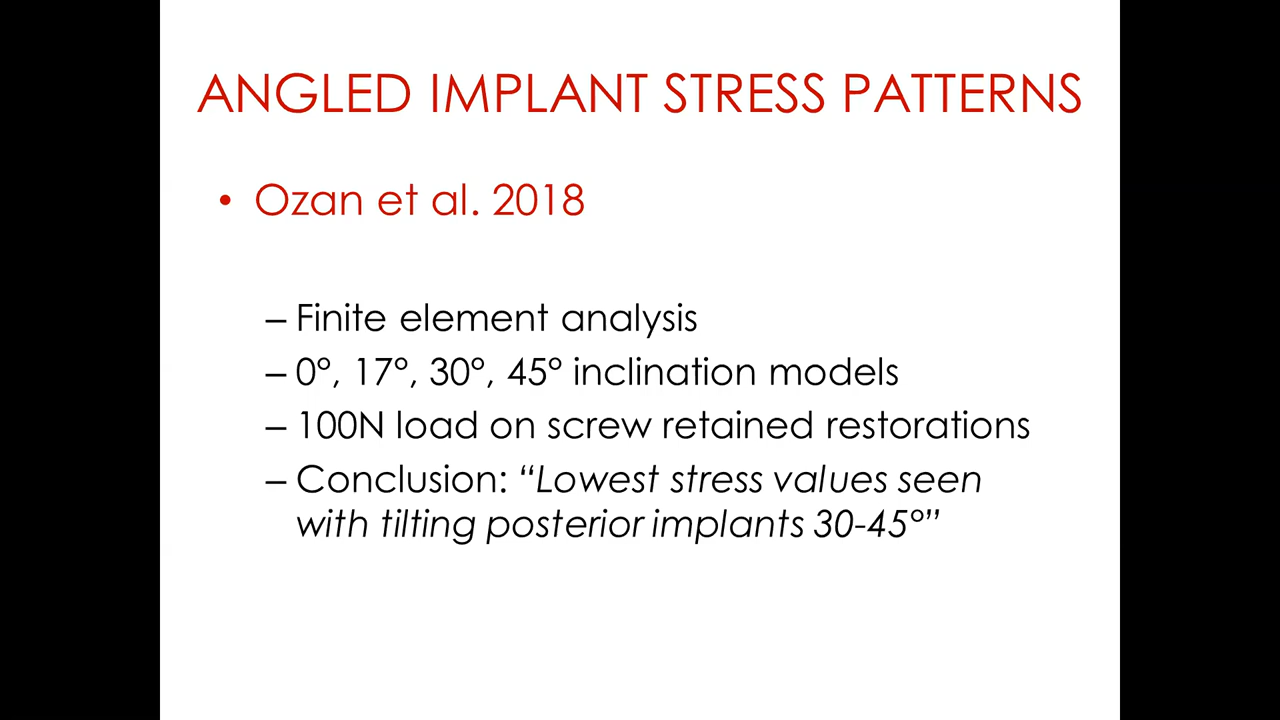 ANGLED IMPLANT STRESS PATTERNS
• Ozan et al. 2018
– Finite element analysis
– 0°, 17°, 30°, 45° inclination models
– 100N load on screw retained restorations
– Conclusion: “Lowest stress values seen
with tilting posterior implants 30-45°”